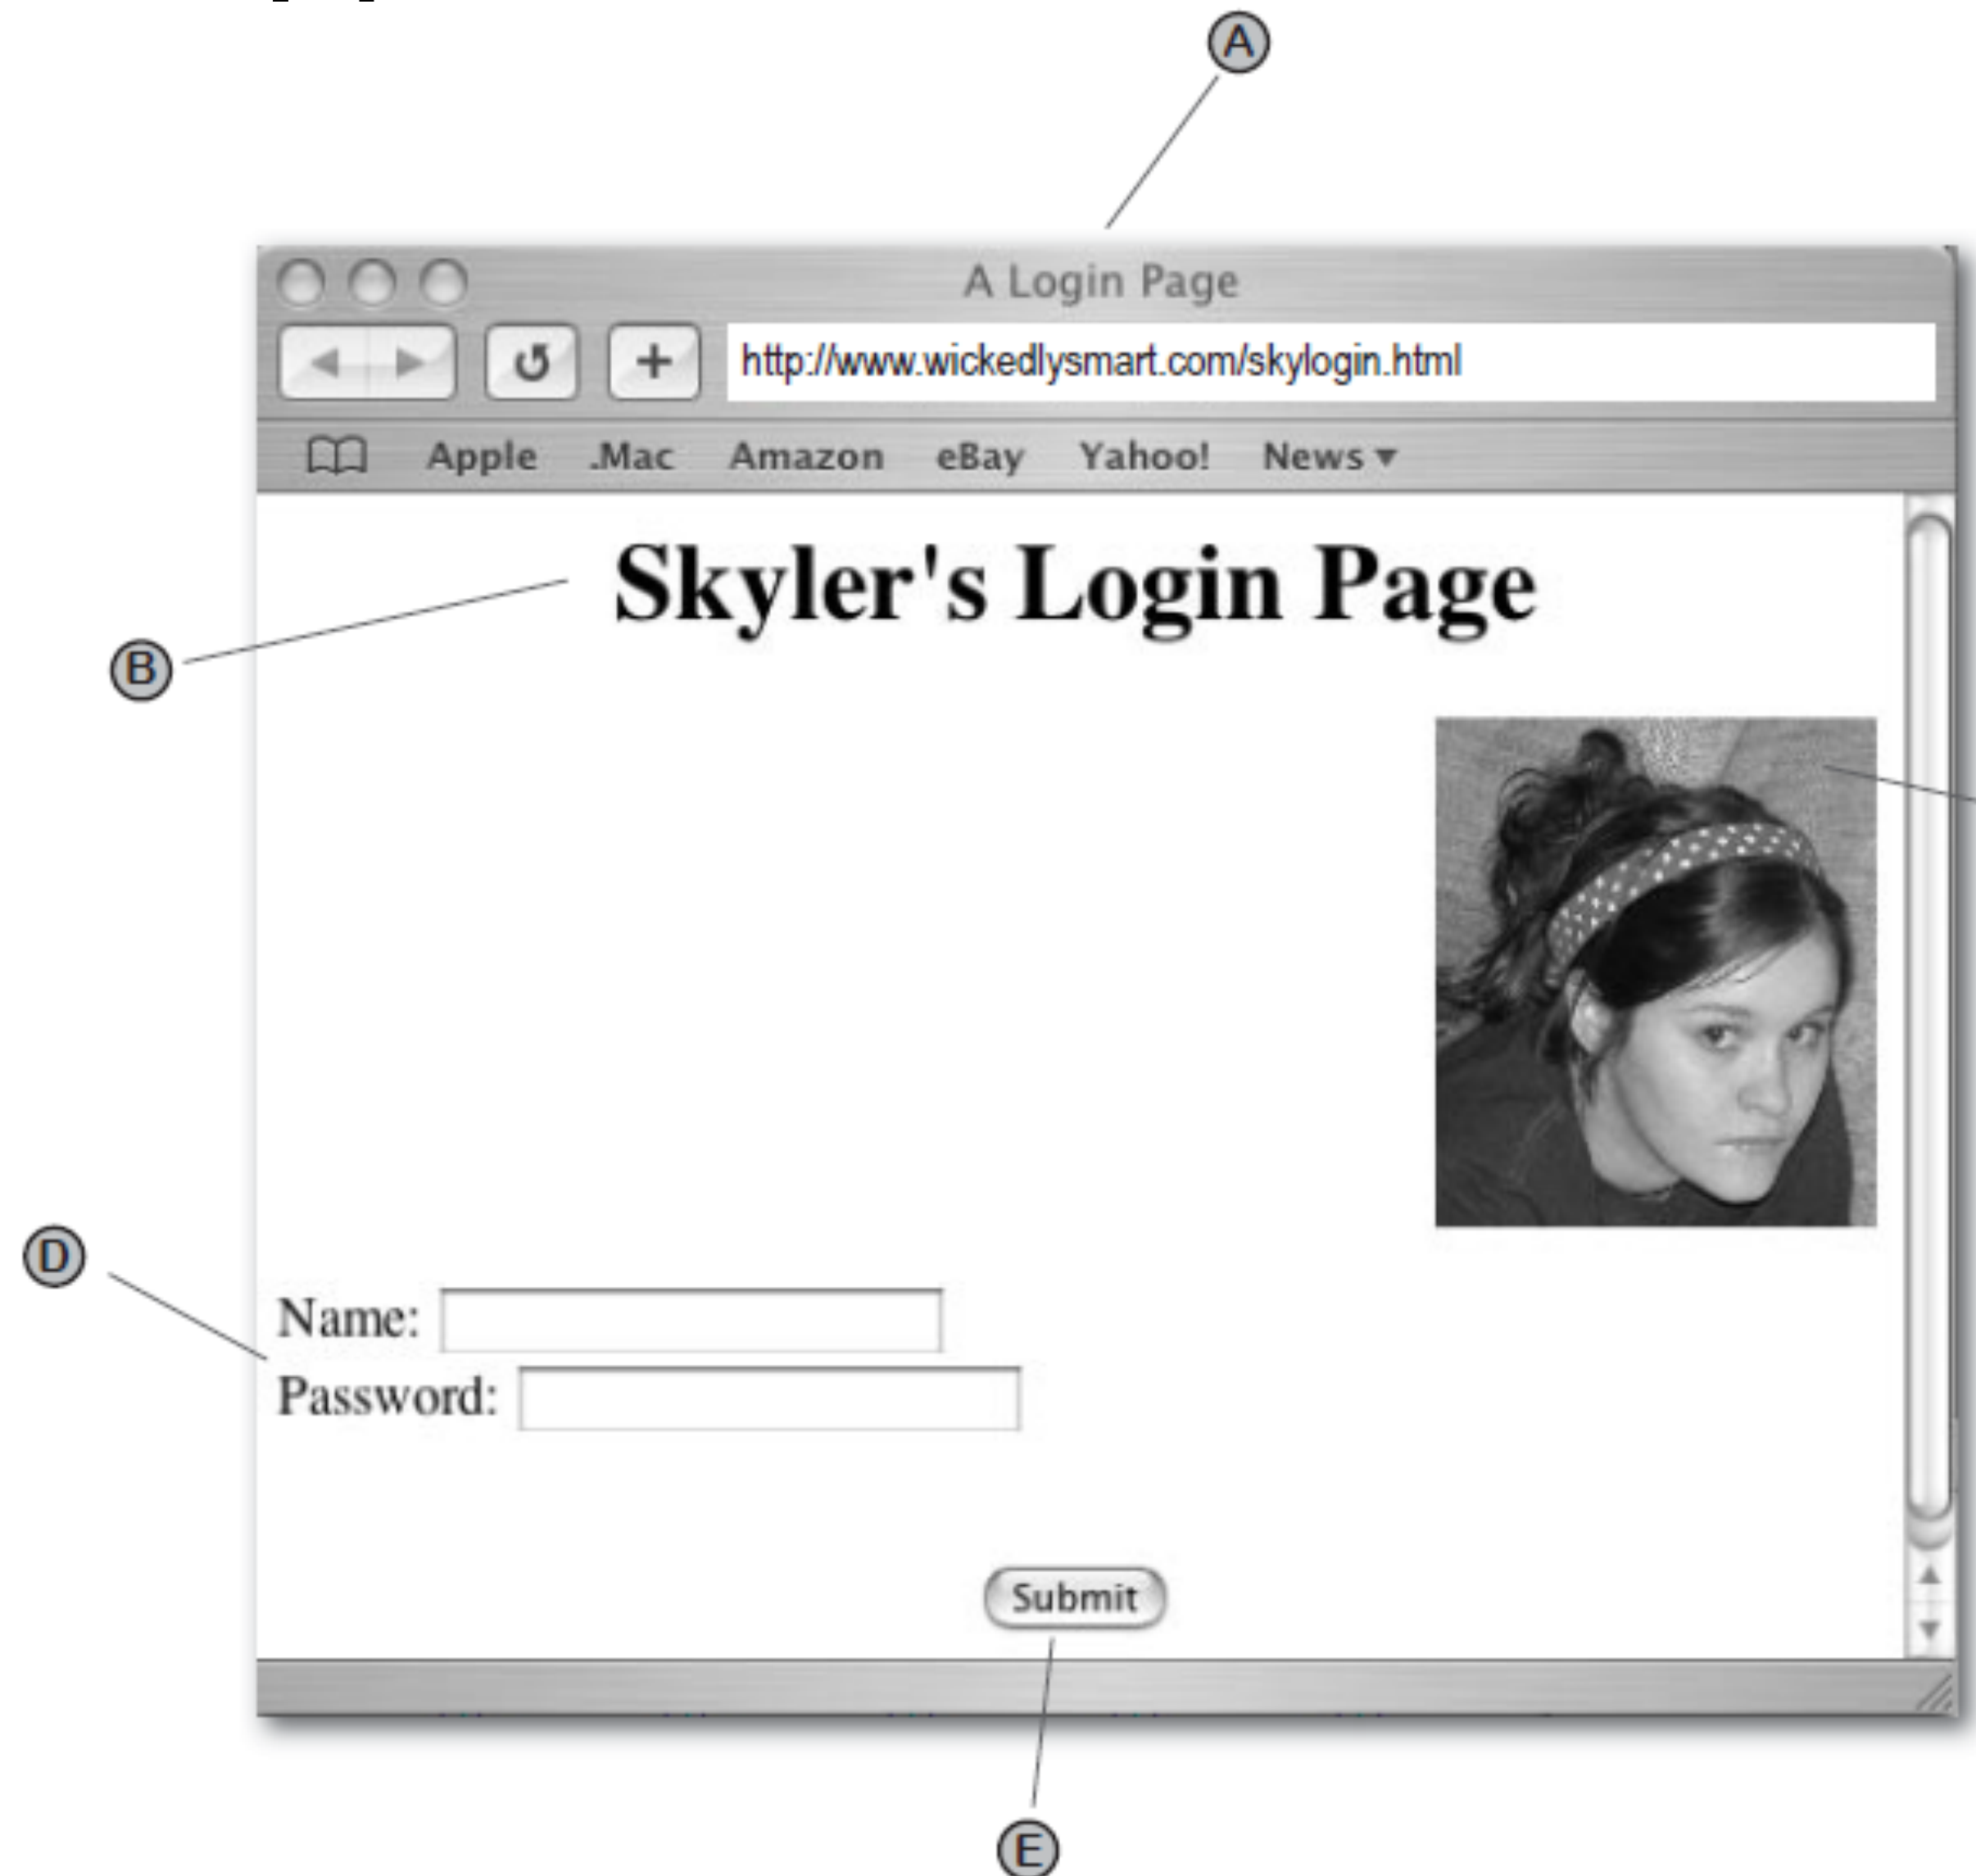 A
A Login Page
http://www.wickedlysmart.com/skylogin.html
Apple .Mac Amazon eBay Yahoo! News
Skyler's Login Page
B
D
Name:
Password:
Submit
E